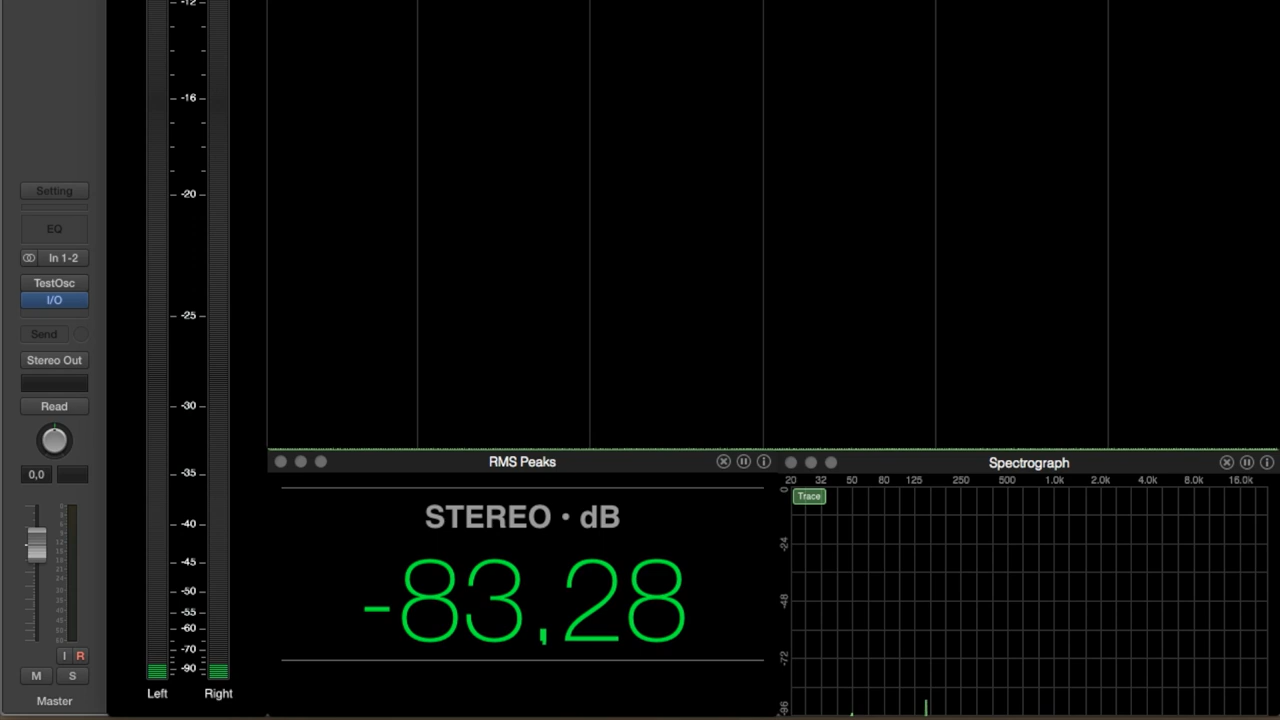 -12
-16
-20
-25
-30
-35
-40
-45
-50
-55
-60
-70
-90
Left Right
Setting
EQ
In 1-2
TestOsc
I/O
Send
Stereo Out
Read
0,0
I R
M S
Master
RMS Peaks
STEREO · dB
-83,28
Spectrograph
20 32 50 80 125 250 500 1.0k 2.0k 4.0k 8.0k 16.0k
Trace
0
-24
-48
-72
-96